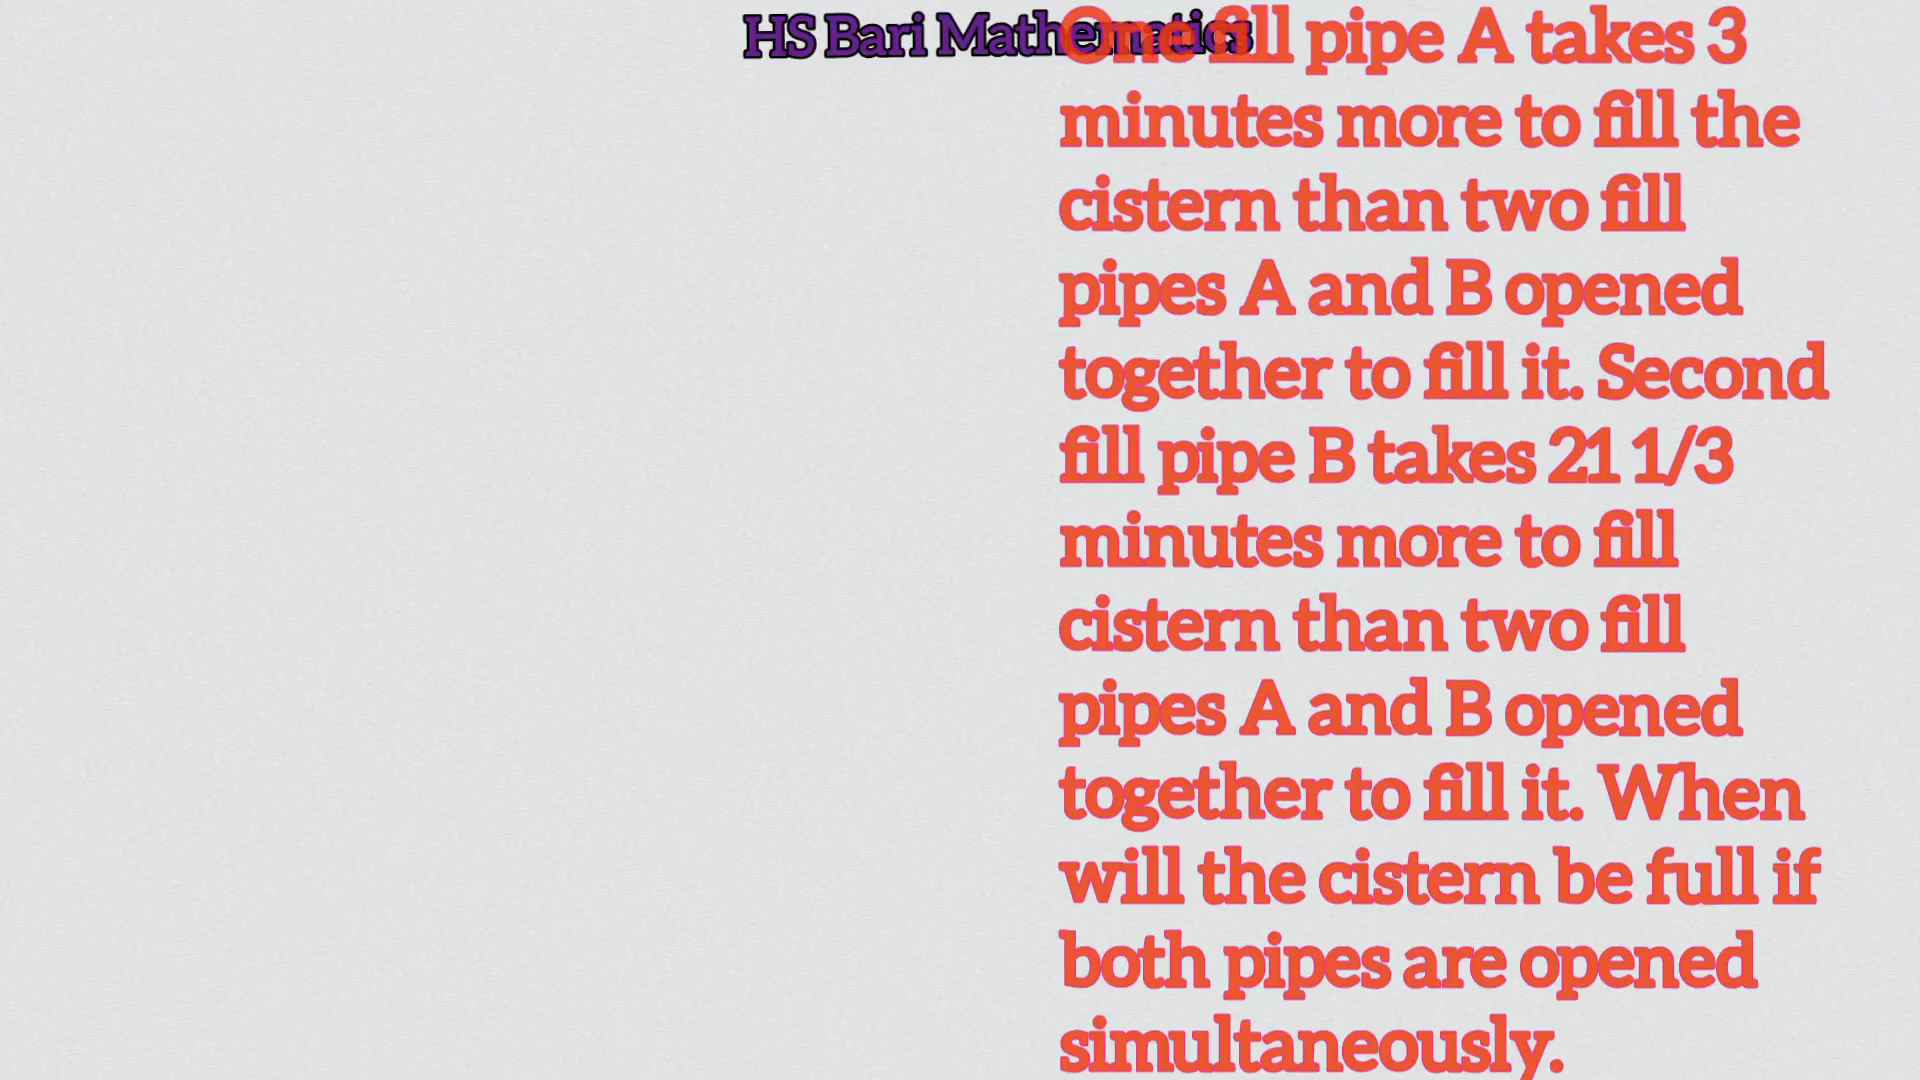 HS Bari Mathematics
One fill pipe A takes 3
minutes more to fill the
cistern than two fill
pipes A and B opened
together to fill it. Second
fill pipe B takes 21 1/3
minutes more to fill
cistern than two fill
pipes A and B opened
together to fill it. When
will the cistern be full if
both pipes are opened
simultaneously.